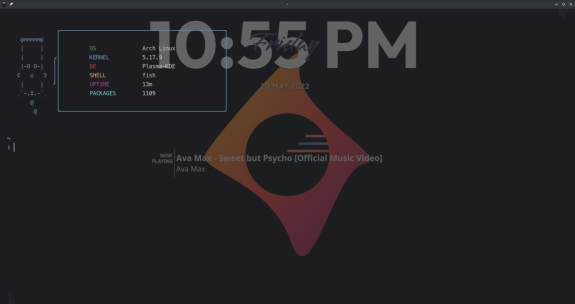 10:55 PM
Friday
20 MAY 2022
OS Arch Linux
KERNEL 5.17.9
DE Plasma-KDE
SHELL fish
UPTIME 13m
PACKAGES 1109
~
❯
NOW PLAYING
Ava Max - Sweet but Psycho [Official Music Video]
Ava Max